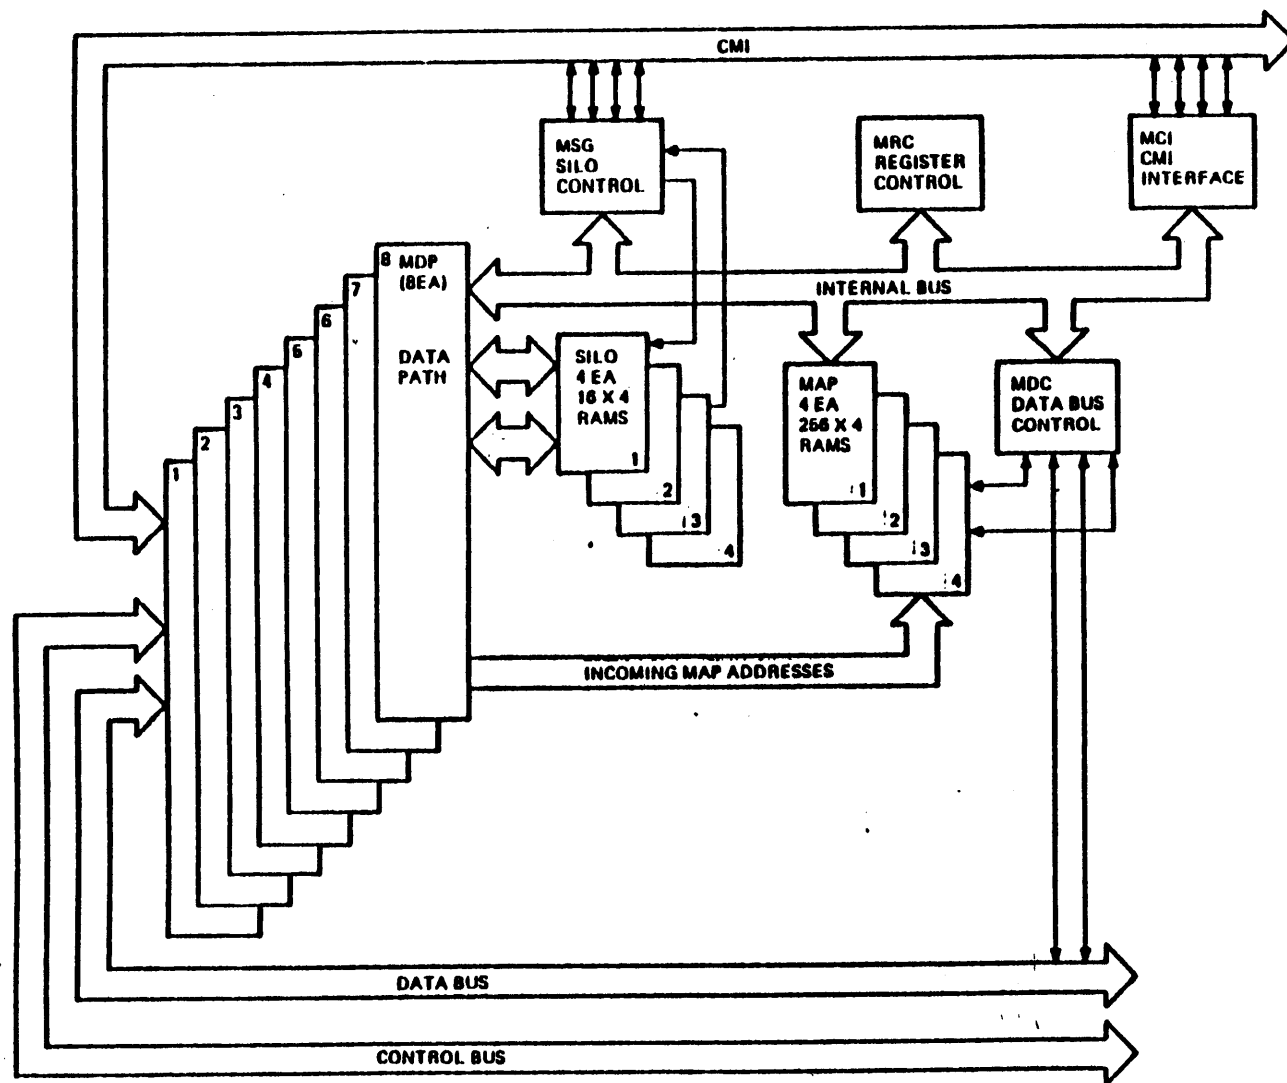 CMI
MSG
SILO
CONTROL
MRC
REGISTER
CONTROL
MCI
CMI
INTERFACE
8 MDP
(8EA)
DATA
PATH
7
6
5
4
3
2
1
INTERNAL BUS
SILO
4 EA
16 X 4
RAMS
1
2
3
4
MAP
4 EA
256 X 4
RAMS
1
2
3
4
MDC
DATA BUS
CONTROL
INCOMING MAP ADDRESSES
DATA BUS
CONTROL BUS